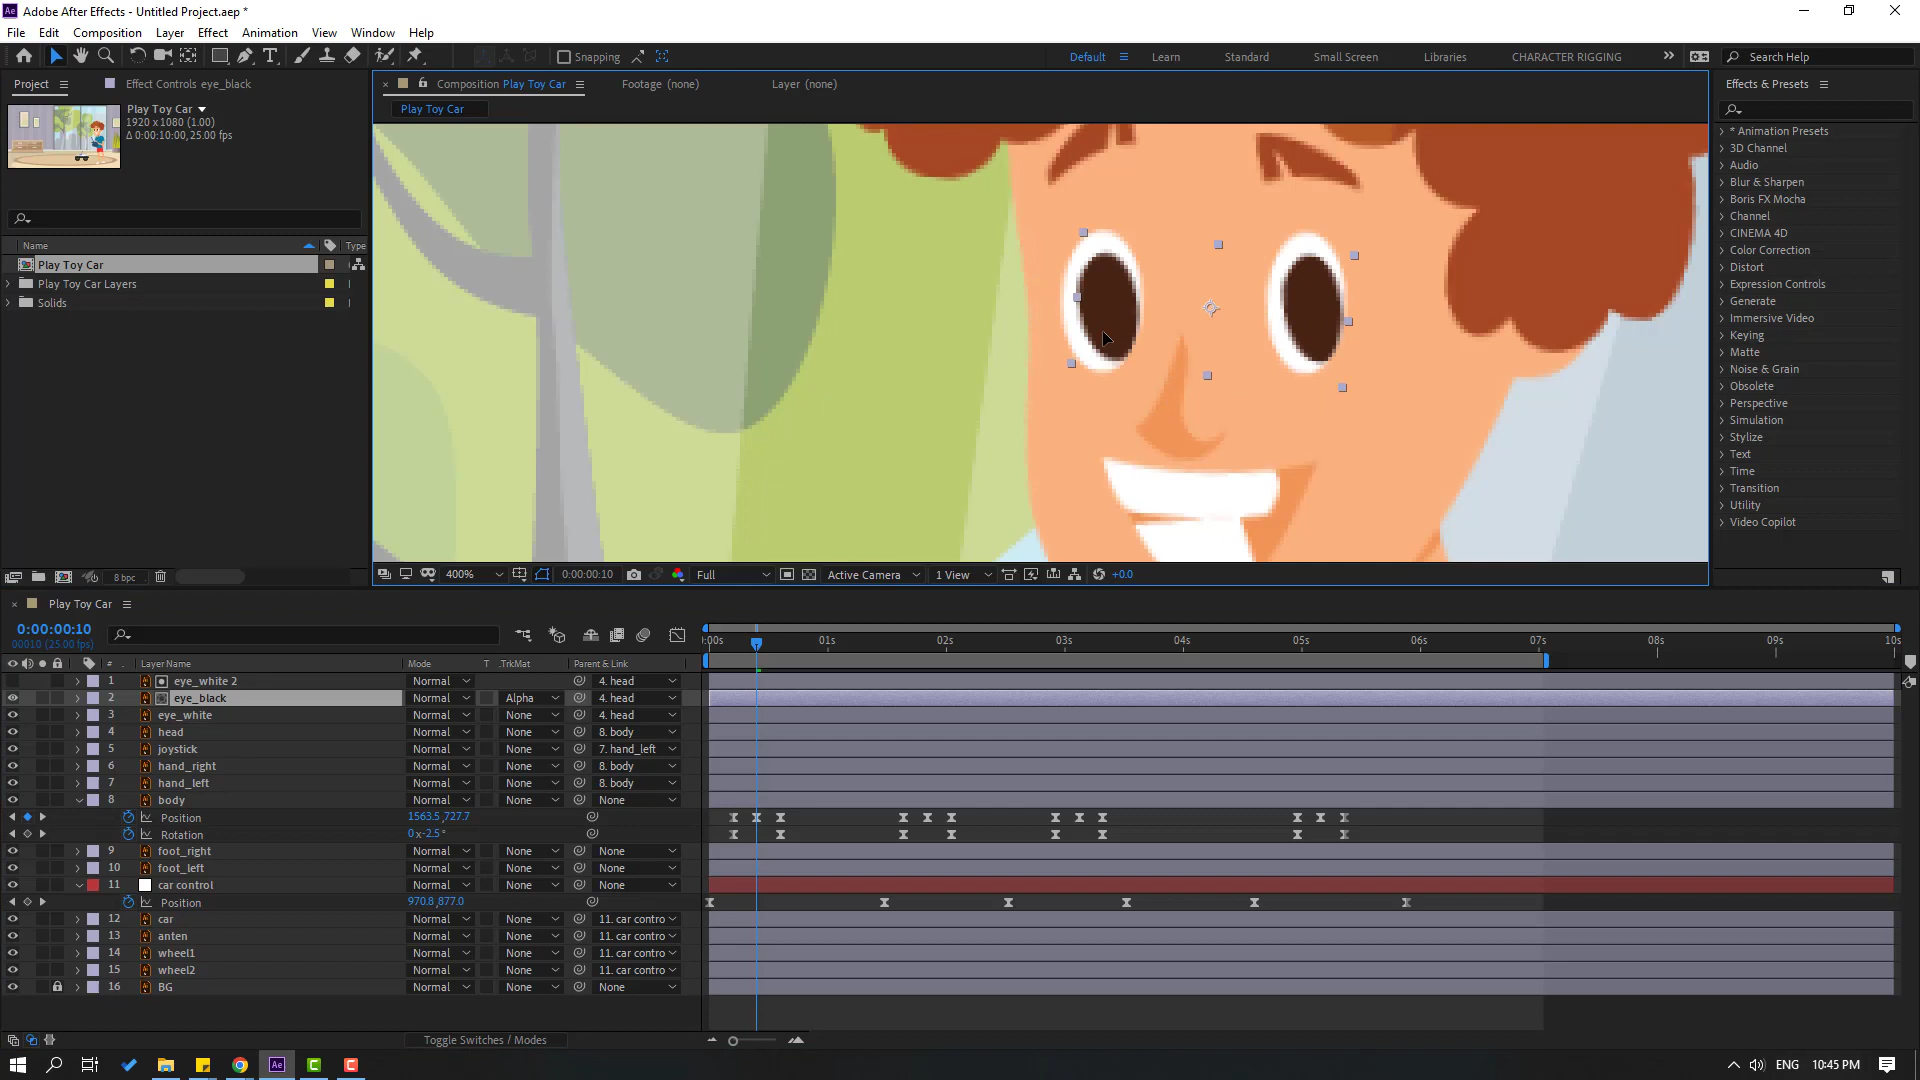 Adobe After Effects - Untitled Project.aep *
File Edit Composition Layer Effect Animation View Window Help
Snapping
Default Learn Standard Small Screen Libraries CHARACTER RIGGING Search Help
Project Effect Controls eye_black
Composition Play Toy Car Footage (none) Layer (none)
Effects & Presets
Play Toy Car
Play Toy Car
1920 x 1080 (1.00)
Δ 0:00:10:00, 25.00 fps
* Animation Presets
3D Channel
Audio
Blur & Sharpen
Boris FX Mocha
Channel
CINEMA 4D
Color Correction
Distort
Expression Controls
Generate
Immersive Video
Keying
Matte
Noise & Grain
Obsolete
Perspective
Simulation
Stylize
Text
Time
Transition
Utility
Video Copilot
Name Type
Play Toy Car
Play Toy Car Layers
Solids
8 bpc
400% 0:00:00:10 Full Active Camera 1 View +0.0
Play Toy Car
0:00:00:10
00010 (25.00 fps)
:00s 01s 02s 03s 04s 05s 06s 07s 08s 09s 10s
# Layer Name Mode T .TrkMat Parent & Link
1 eye_white 2 Normal 4. head
2 eye_black Normal Alpha 4. head
3 eye_white Normal None 4. head
4 head Normal None 8. body
5 joystick Normal None 7. hand_left
6 hand_right Normal None 8. body
7 hand_left Normal None 8. body
8 body Normal None None
Position 1563.5,727.7
Rotation 0x-2.5°
9 foot_right Normal None None
10 foot_left Normal None None
11 car control Normal None None
Position 970.8,877.0
12 car Normal None 11. car contro
13 anten Normal None 11. car contro
14 wheel1 Normal None 11. car contro
15 wheel2 Normal None 11. car contro
16 BG Normal None None
Toggle Switches / Modes
ENG 10:45 PM